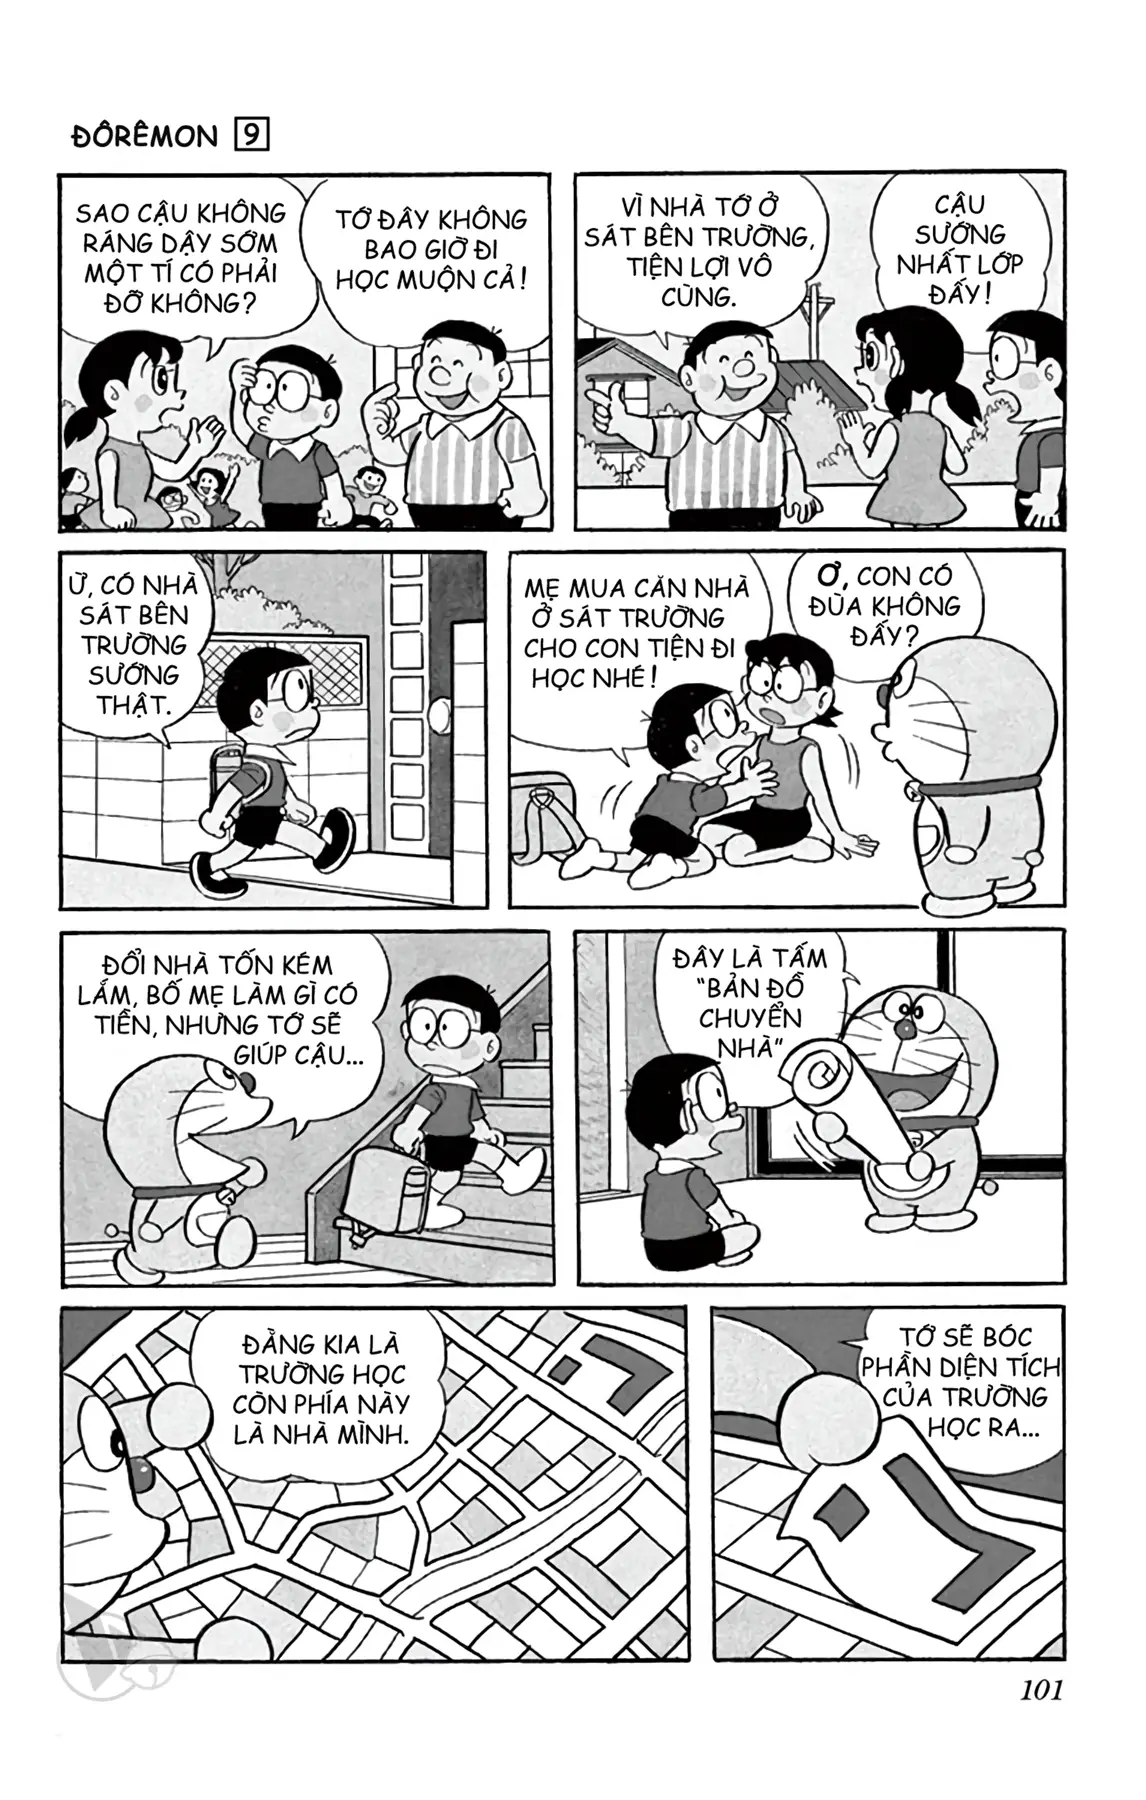 ĐÔRÊMON 9
SAO CẬU KHÔNG
RÁNG DẬY SỚM
MỘT TÍ CÓ PHẢI
ĐỠ KHÔNG?
TỚ ĐÂY KHÔNG
BAO GIỜ ĐI
HỌC MUỘN CẢ!
VÌ NHÀ TỚ Ở
SÁT BÊN TRƯỜNG,
TIỆN LỢI VÔ
CÙNG.
CẬU
SƯỚNG
NHẤT LỚP
ĐẤY!
Ừ, CÓ NHÀ
SÁT BÊN
TRƯỜNG
SƯỚNG
THẬT.
MẸ MUA CĂN NHÀ
Ở SÁT TRƯỜNG
CHO CON TIỆN ĐI
HỌC NHÉ!
Ơ, CON CÓ
ĐÙA KHÔNG
ĐẤY?
ĐỔI NHÀ TỐN KÉM
LẮM, BỐ MẸ LÀM GÌ CÓ
TIỀN, NHƯNG TỚ SẼ
GIÚP CẬU...
ĐÂY LÀ TẤM
"BẢN ĐỒ
CHUYỂN
NHÀ"
ĐẰNG KIA LÀ
TRƯỜNG HỌC
CÒN PHÍA NÀY
LÀ NHÀ MÌNH.
TỚ SẼ BÓC
PHẦN DIỆN TÍCH
CỦA TRƯỜNG
HỌC RA...
101